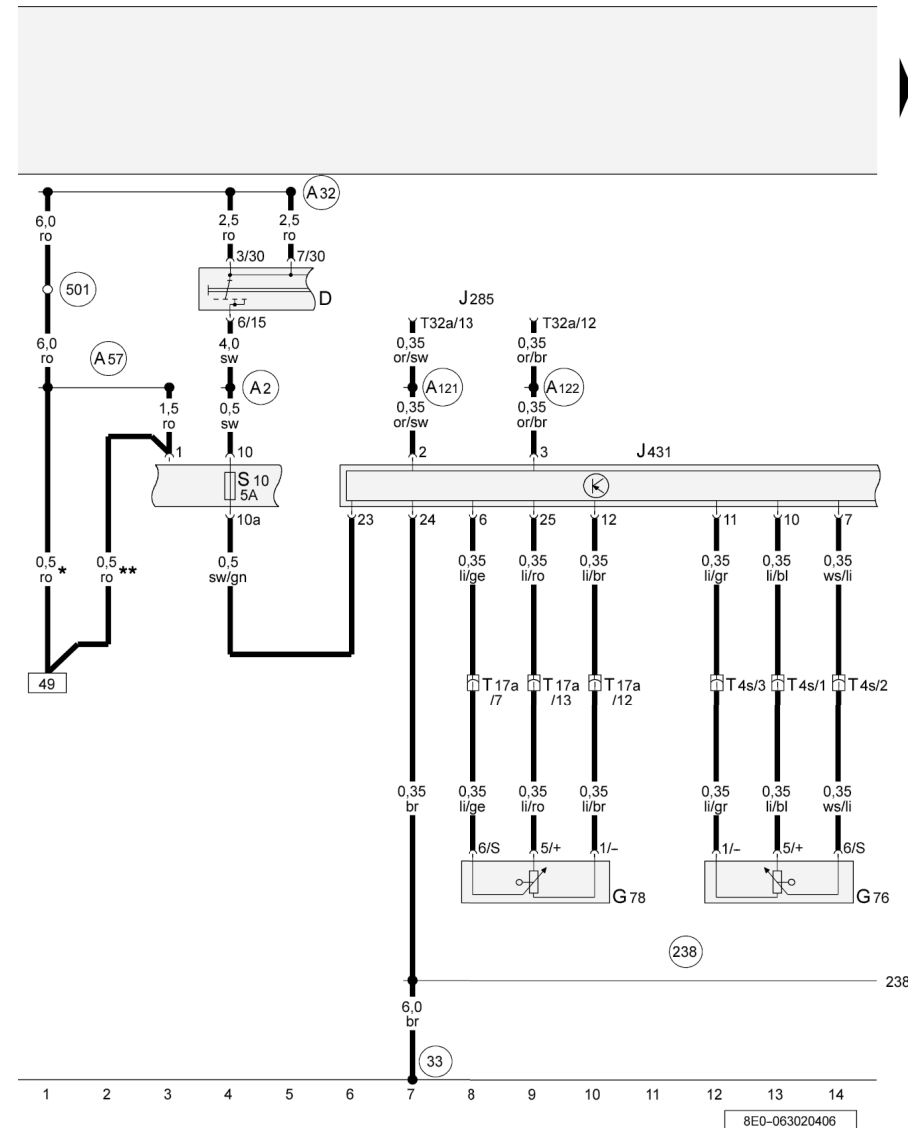 A32
6,0
ro
2,5
ro
2,5
ro
3/30
7/30
501
D
6/15
J285
T32a/13
T32a/12
6,0
ro
A57
4,0
sw
A2
0,35
or/sw
A121
0,35
or/br
A122
1,5
ro
0,5
sw
0,35
or/sw
0,35
or/br
1
10
2
3
J431
S10
5A
10a
23
24
6
25
12
11
10
7
0,5
ro *
0,5
ro **
0,5
sw/gn
0,35
li/ge
0,35
li/ro
0,35
li/br
0,35
li/gr
0,35
li/bl
0,35
ws/li
49
T17a
/7
T17a
/13
T17a
/12
T4s/3
T4s/1
T4s/2
0,35
br
0,35
li/ge
0,35
li/ro
0,35
li/br
0,35
li/gr
0,35
li/bl
0,35
ws/li
6/S
5/+
1/–
1/–
5/+
6/S
G78
G76
238
238
6,0
br
33
1 2 3 4 5 6 7 8 9 10 11 12 13 14
8E0–063020406